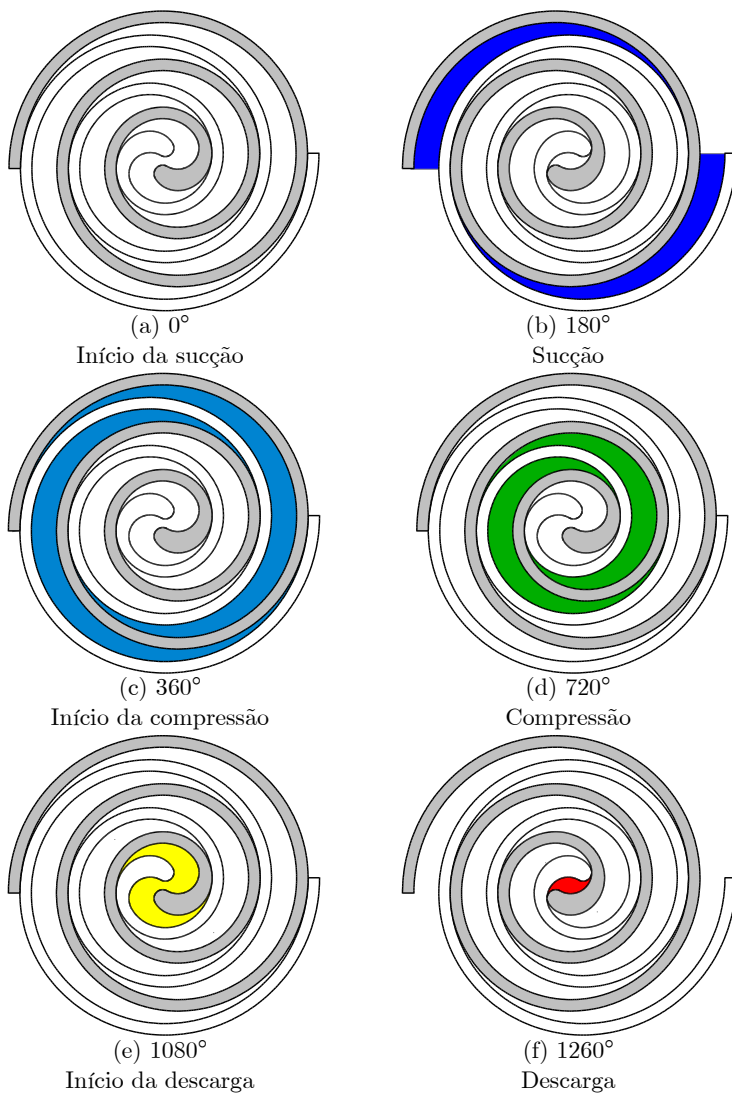 (a) 0°
Início da sucção
(b) 180°
Sucção
(c) 360°
Início da compressão
(d) 720°
Compressão
(e) 1080°
Início da descarga
(f) 1260°
Descarga